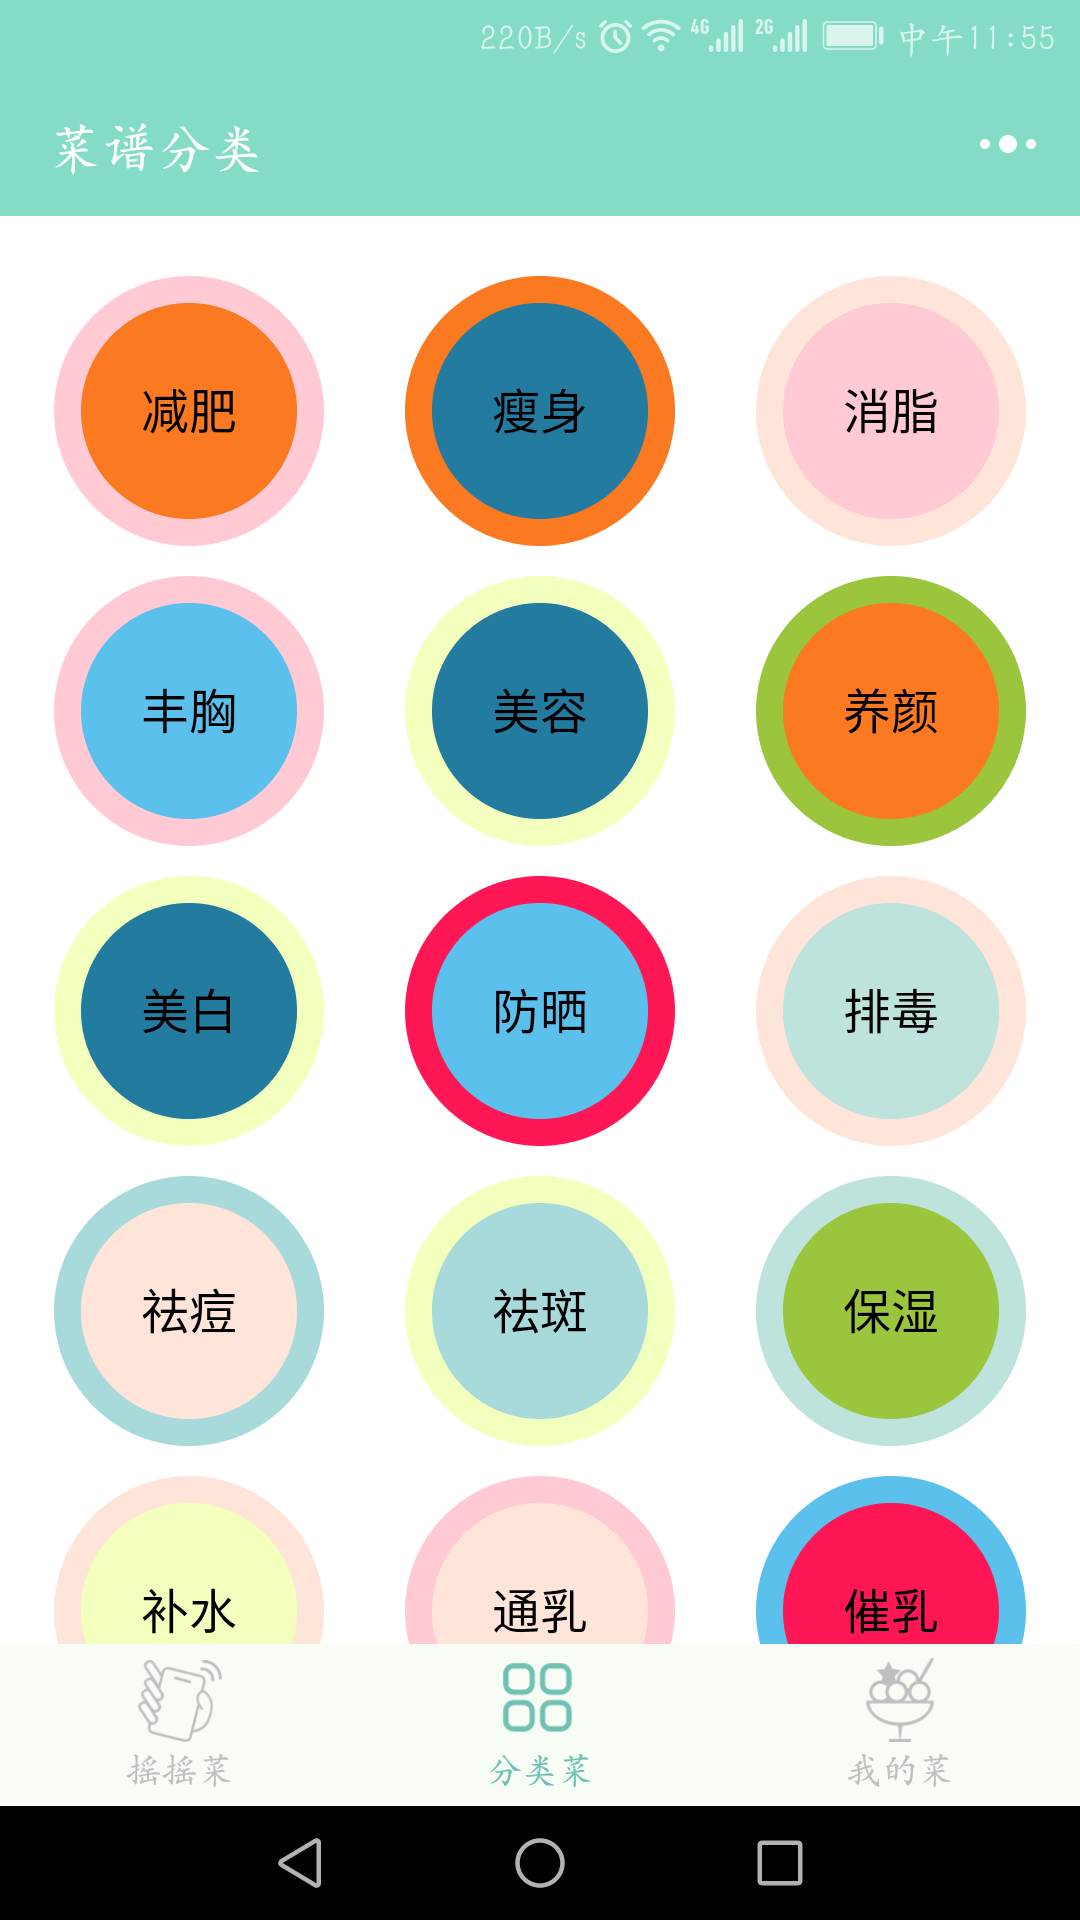 220B/s 4G 2G 中午11:55
菜谱分类
减肥 瘦身 消脂
丰胸 美容 养颜
美白 防晒 排毒
祛痘 祛斑 保湿
补水 通乳 催乳
摇摇菜 分类菜 我的菜